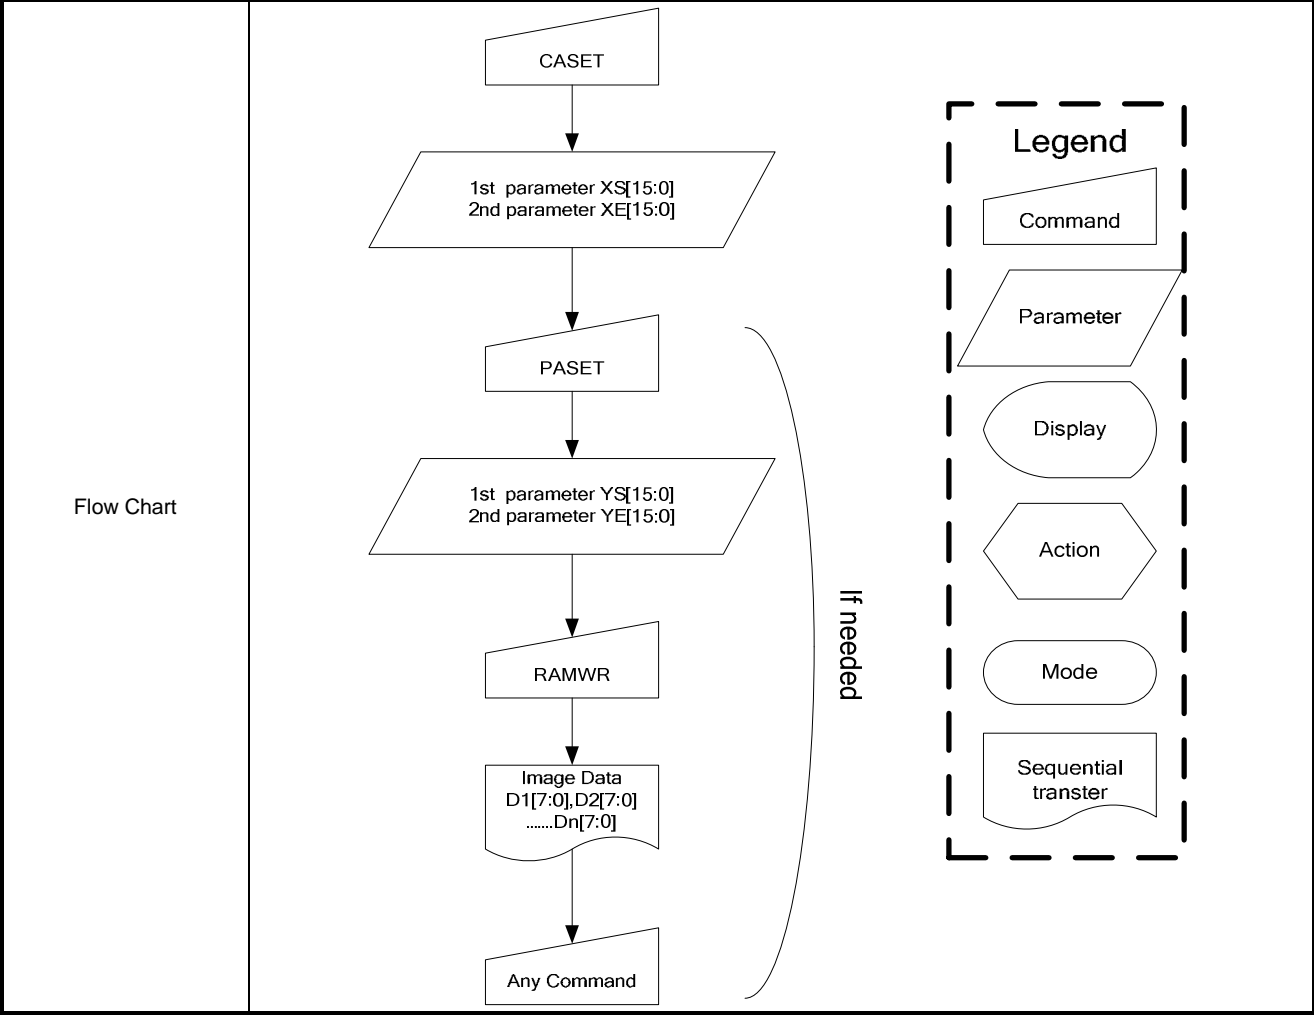 Flow Chart
CASET
1st parameter XS[15:0]
2nd parameter XE[15:0]
PASET
1st parameter YS[15:0]
2nd parameter YE[15:0]
RAMWR
Image Data
D1[7:0],D2[7:0]
.......Dn[7:0]
Any Command
If needed
Legend
Command
Parameter
Display
Action
Mode
Sequential
transter